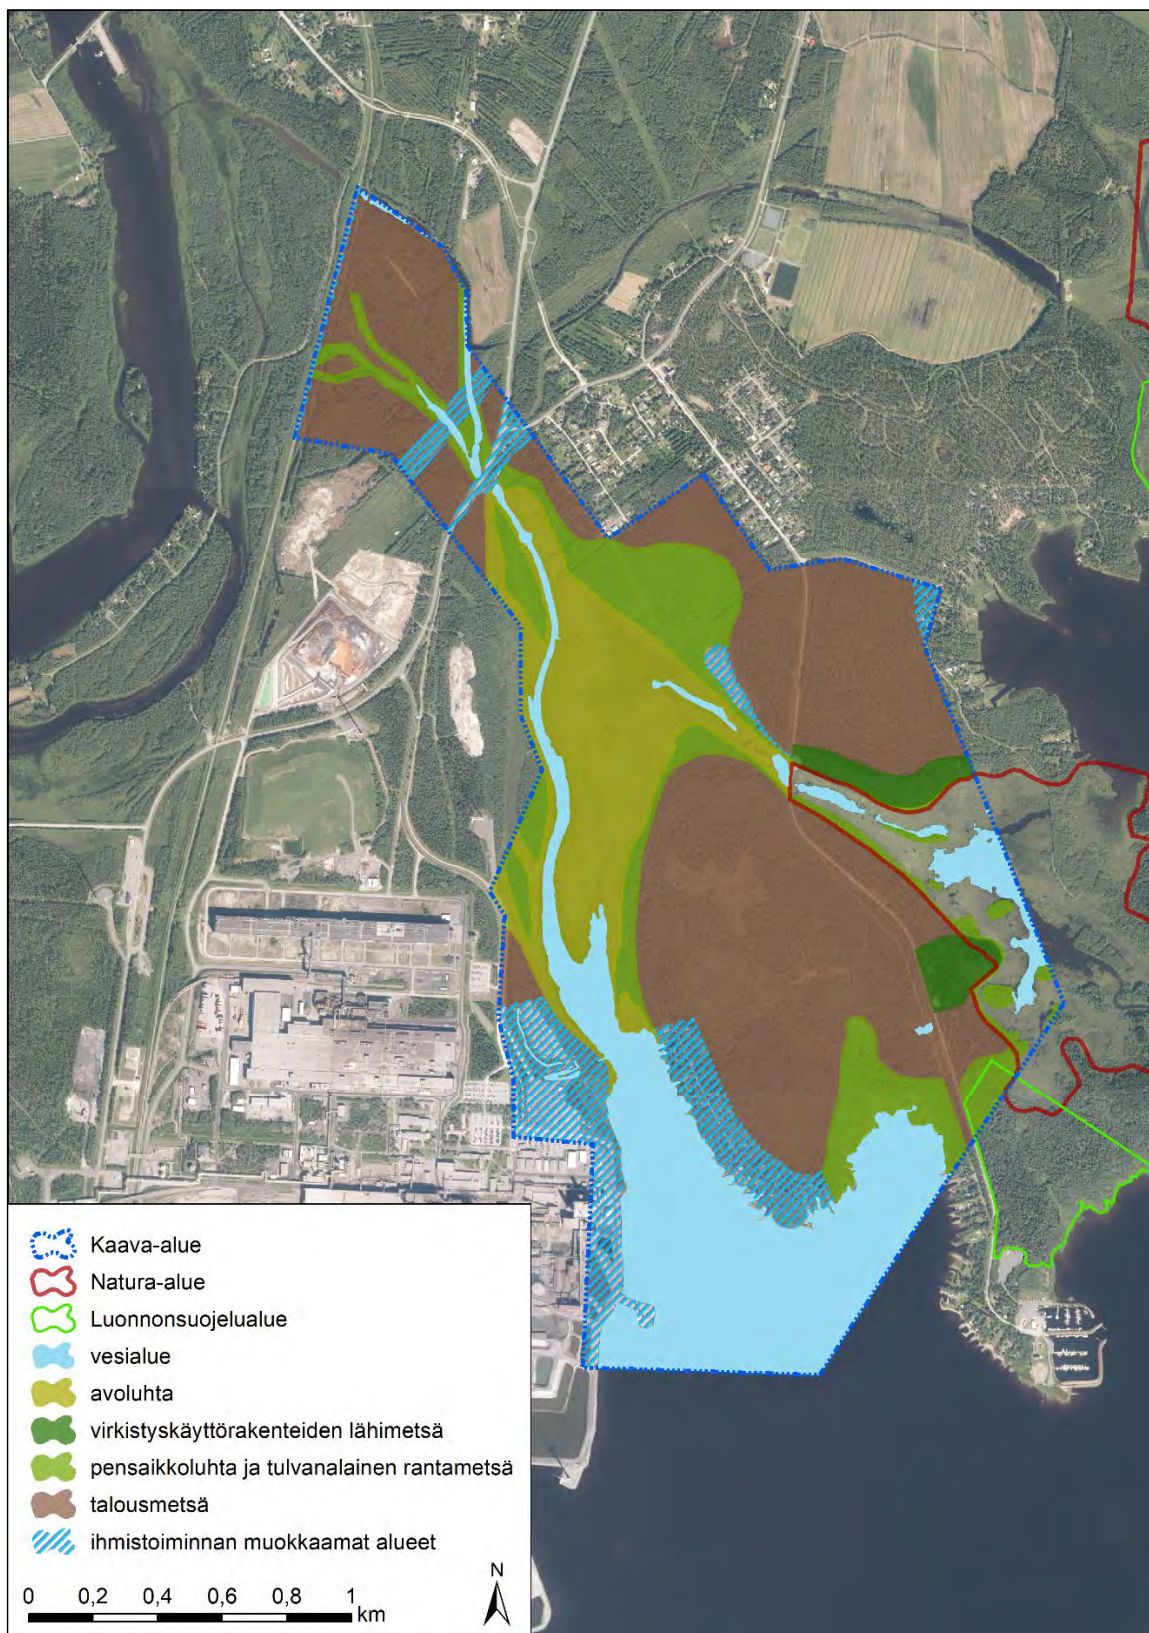 Kaava-alue
Natura-alue
Luonnonsuojelualue
vesialue
avoluhta
virkistyskäyttörakenteiden lähimetsä
pensaikkoluhta ja tulvanalainen rantametsä
talousmetsä
ihmistoiminnan muokkaamat alueet
N
0 0,2 0,4 0,6 0,8 1
km